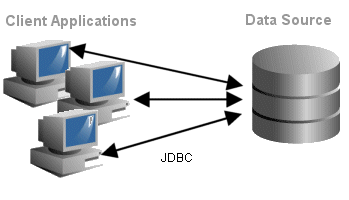 Client Applications
Data Source
JDBC